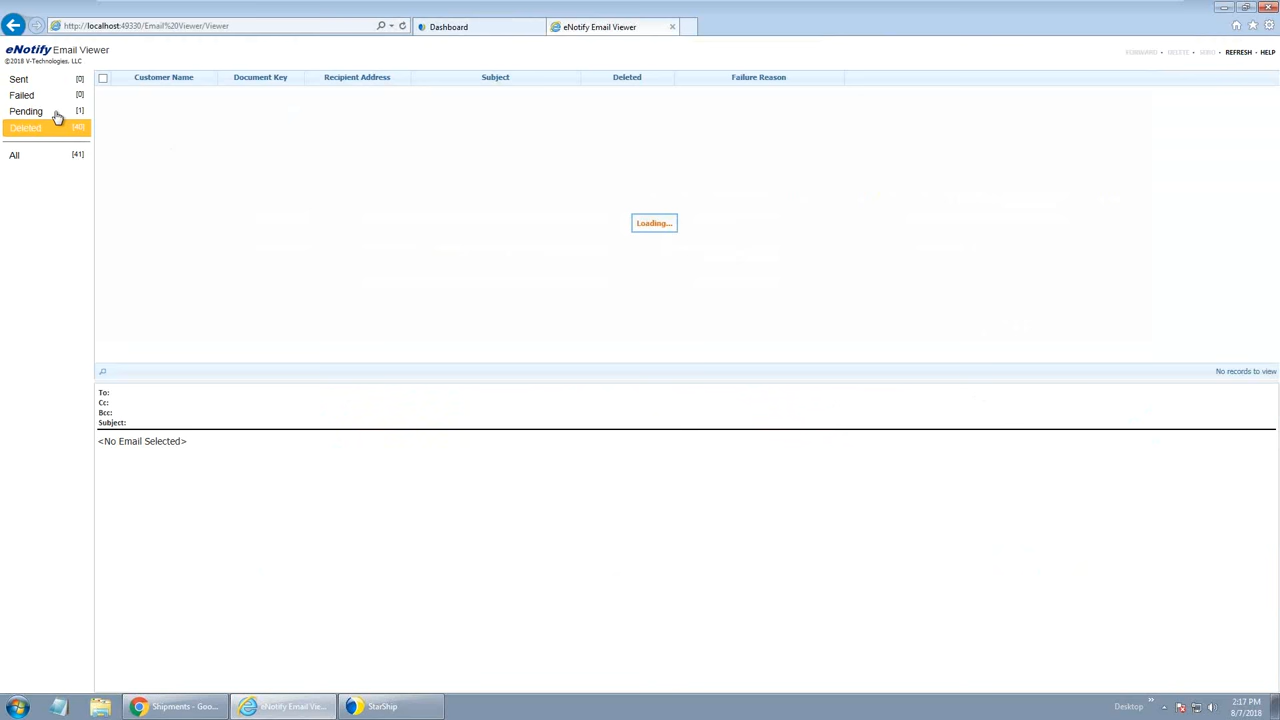 http://localhost:49330/Email%20Viewer/Viewer
Dashboard
eNotify Email Viewer
eNotify Email Viewer
©2018 V-Technologies, LLC
FORWARD • DELETE • SEND • REFRESH • HELP
Sent [0]
Failed [0]
Pending [1]
Deleted [40]
All [41]
Customer Name Document Key Recipient Address Subject Deleted Failure Reason
Loading...
No records to view
To:
Cc:
Bcc:
Subject:
<No Email Selected>
Shipments - Goo...
eNotify Email Vie...
StarShip
Desktop
2:17 PM
8/7/2018